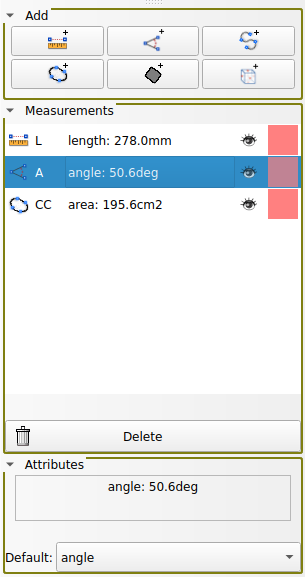 Add
Measurements
L length: 278.0mm
A angle: 50.6deg
CC area: 195.6cm2
Delete
Attributes
angle: 50.6deg
Default: angle